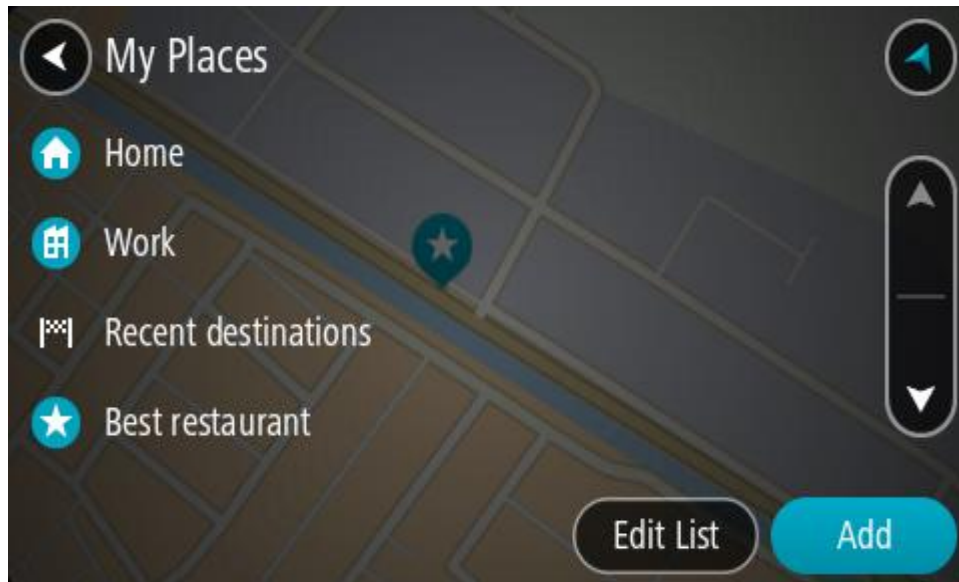 My Places
Home
Work
Recent destinations
Best restaurant
Edit List
Add